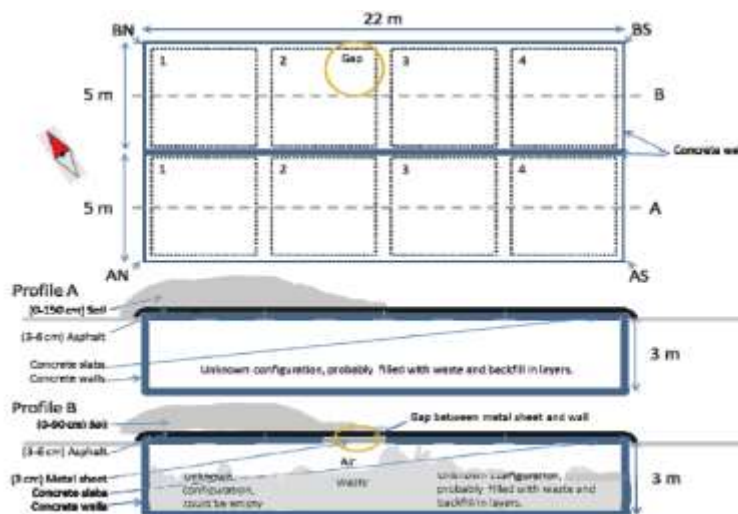 22 m
BN
BS
1
2
Gap
3
4
5 m
B
Concrete wa
1
2
3
4
5 m
A
AN
AS
Profile A
(0-150 cm) Soil
(3-6 cm) Asphalt
Concrete slabs
Concrete walls
Unknown configuration, probably filled with waste and backfill in layers.
3 m
Profile B
(0-90 cm) Soil
Gap between metal sheet and wall
(3-6 cm) Asphalt
Air
(3 cm) Metal sheet
Concrete slabs
Concrete walls
Unknown configuration, could be empty
Waste
Unknown configuration, probably filled with waste and backfill in layers.
3 m